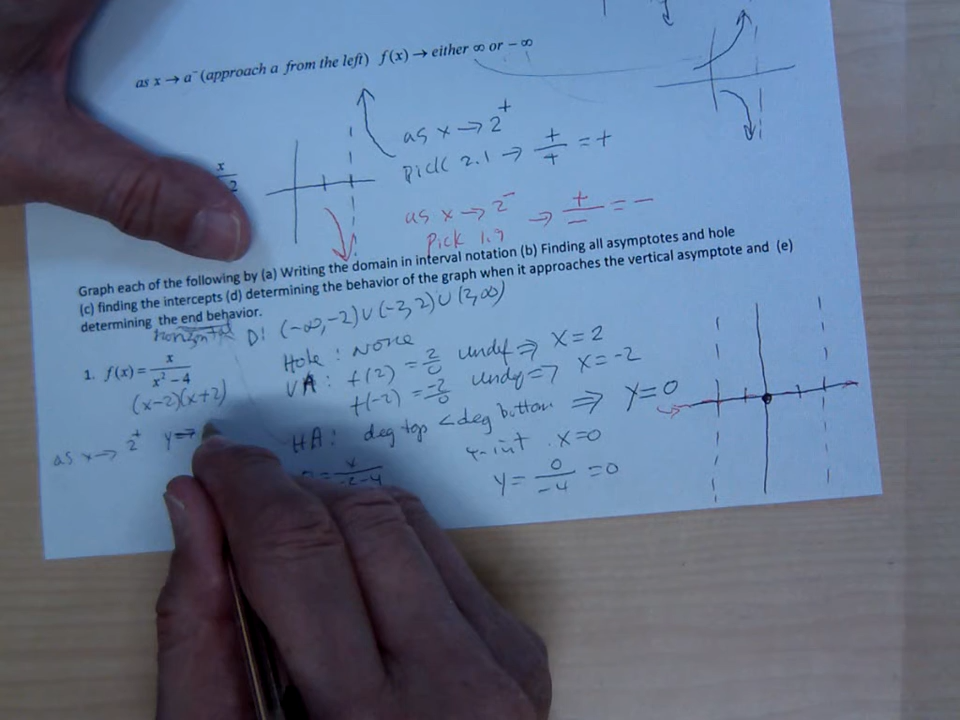 as x → a⁻ (approach a from the left) f(x) → either ∞ or −∞
as x → 2⁺
x
Pick 2.1 → +/+ = +
as x → 2⁻ → +/− = −
Pick 1.9
Graph each of the following by (a) Writing the domain in interval notation (b) Finding all asymptotes and hole
(c) finding the intercepts (d) determining the behavior of the graph when it approaches the vertical asymptote and (e)
determining the end behavior.
horizontal D: (-∞,-2)∪(-2,2)∪(2,∞)
Hole: None
1. f(x) = x/(x² − 4)
VA: f(2) = 2/0 undef ⇒ x = 2
(x-2)(x+2)
f(-2) = -2/0 undef ⇒ x = -2
HA: deg top < deg bottom ⇒ y = 0
as x → 2⁺ y →
y-int x = 0
y = 0/-4 = 0